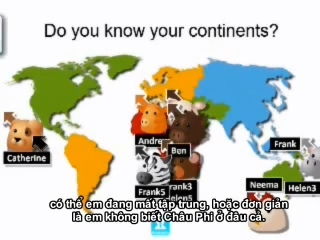 Do you know your continents?
Catherine
Andre
Ben
Frank
Frank5
Frank3
Helen5
Neema
Helen3
có thể em đang mất tập trung, hoặc đơn giản
là em không biết Châu Phi ở đâu cả.